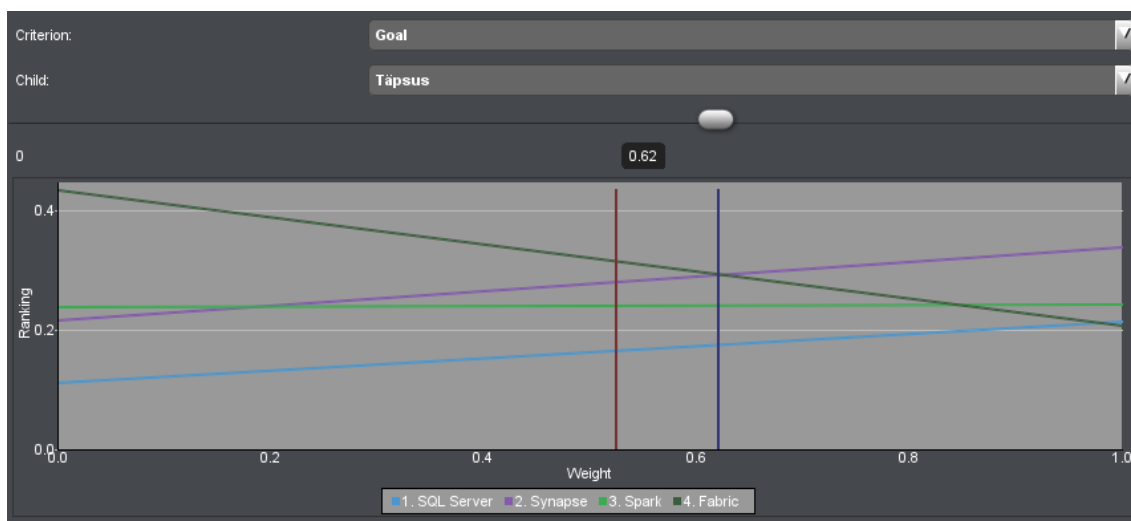 Criterion: Goal
Child: Täpsus
0 0.62
0.4
Ranking
0.2
0.0
0.0 0.2 0.4 0.6 0.8 1.0
Weight
1. SQL Server 2. Synapse 3. Spark 4. Fabric